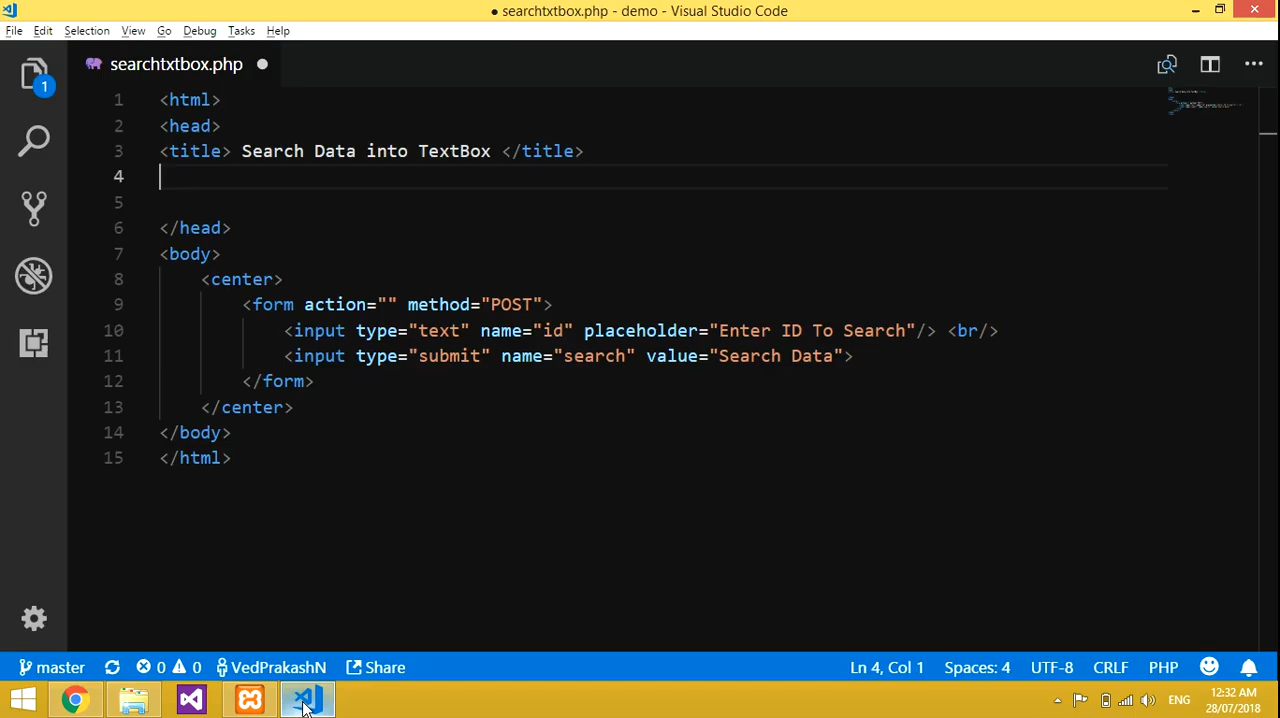 ● searchtxtbox.php - demo - Visual Studio Code
File Edit Selection View Go Debug Tasks Help
1
searchtxtbox.php
1 <html>
2 <head>
3 <title> Search Data into TextBox </title>
4
5
6 </head>
7 <body>
8 <center>
9 <form action="" method="POST">
10 <input type="text" name="id" placeholder="Enter ID To Search"/> <br/>
11 <input type="submit" name="search" value="Search Data">
12 </form>
13 </center>
14 </body>
15 </html>
master 0 0 VedPrakashN Share Ln 4, Col 1 Spaces: 4 UTF-8 CRLF PHP
ENG 12:32 AM
28/07/2018